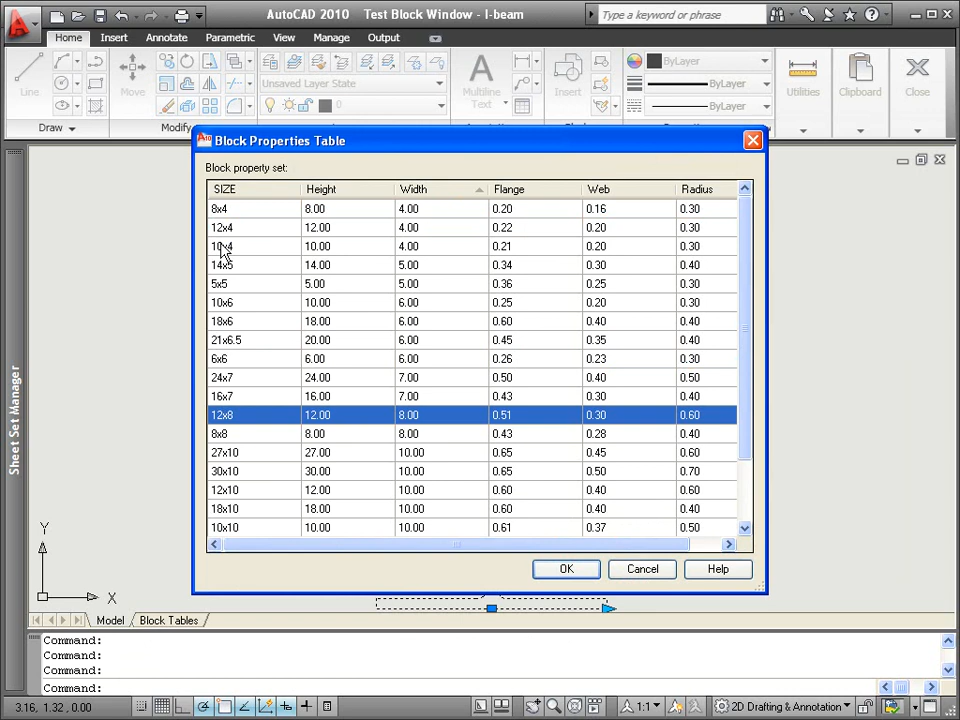 AutoCAD 2010 Test Block Window - I-beam
Type a keyword or phrase
Home Insert Annotate Parametric View Manage Output
Line Move Unsaved Layer State Multiline Text Insert ByLayer Utilities Clipboard Close
0 ByLayer
ByLayer
Draw Modify
Block Properties Table
Block property set:
SIZE Height Width Flange Web Radius
8x4 8.00 4.00 0.20 0.16 0.30
12x4 12.00 4.00 0.22 0.20 0.30
10x4 10.00 4.00 0.21 0.20 0.30
14x5 14.00 5.00 0.34 0.30 0.40
5x5 5.00 5.00 0.36 0.25 0.30
10x6 10.00 6.00 0.25 0.20 0.30
18x6 18.00 6.00 0.60 0.40 0.40
21x6.5 20.00 6.00 0.45 0.35 0.40
6x6 6.00 6.00 0.26 0.23 0.30
24x7 24.00 7.00 0.50 0.40 0.50
16x7 16.00 7.00 0.43 0.30 0.40
12x8 12.00 8.00 0.51 0.30 0.60
8x8 8.00 8.00 0.43 0.28 0.40
27x10 27.00 10.00 0.65 0.45 0.60
30x10 30.00 10.00 0.65 0.50 0.70
12x10 12.00 10.00 0.60 0.40 0.60
18x10 18.00 10.00 0.60 0.40 0.40
10x10 10.00 10.00 0.61 0.37 0.50
OK Cancel Help
Sheet Set Manager
Y
X
Model Block Tables
Command:
Command:
Command:
Command:
3.16, 1.32, 0.00 1:1 2D Drafting & Annotation